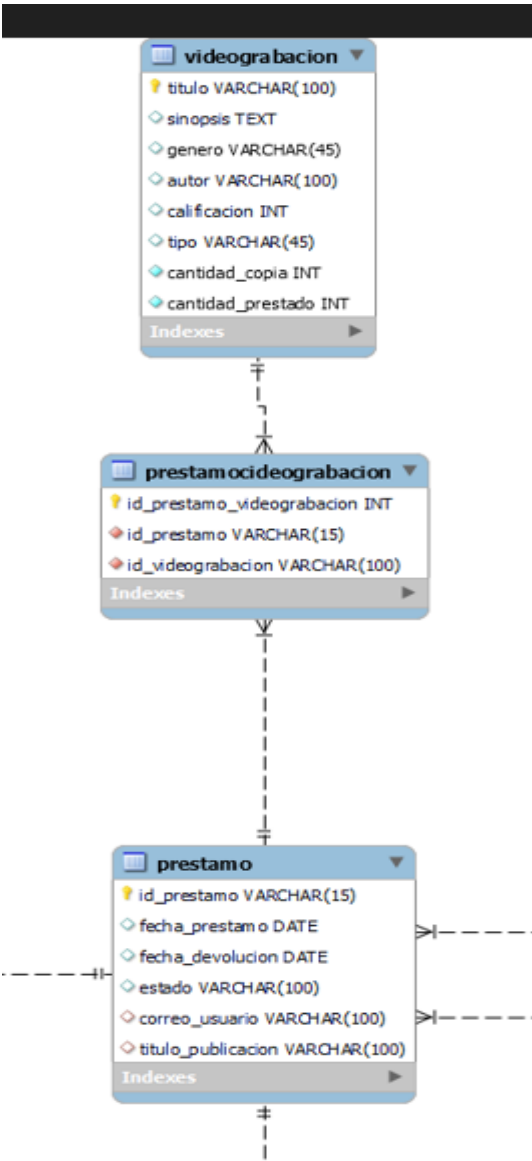 videograbacion
titulo VARCHAR(100)
sinopsis TEXT
genero VARCHAR(45)
autor VARCHAR(100)
calificacion INT
tipo VARCHAR(45)
cantidad_copia INT
cantidad_prestado INT
Indexes
prestamocideograbacion
id_prestamo_videograbacion INT
id_prestamo VARCHAR(15)
id_videograbacion VARCHAR(100)
Indexes
prestamo
id_prestamo VARCHAR(15)
fecha_prestamo DATE
fecha_devolucion DATE
estado VARCHAR(100)
correo_usuario VARCHAR(100)
titulo_publicacion VARCHAR(100)
Indexes